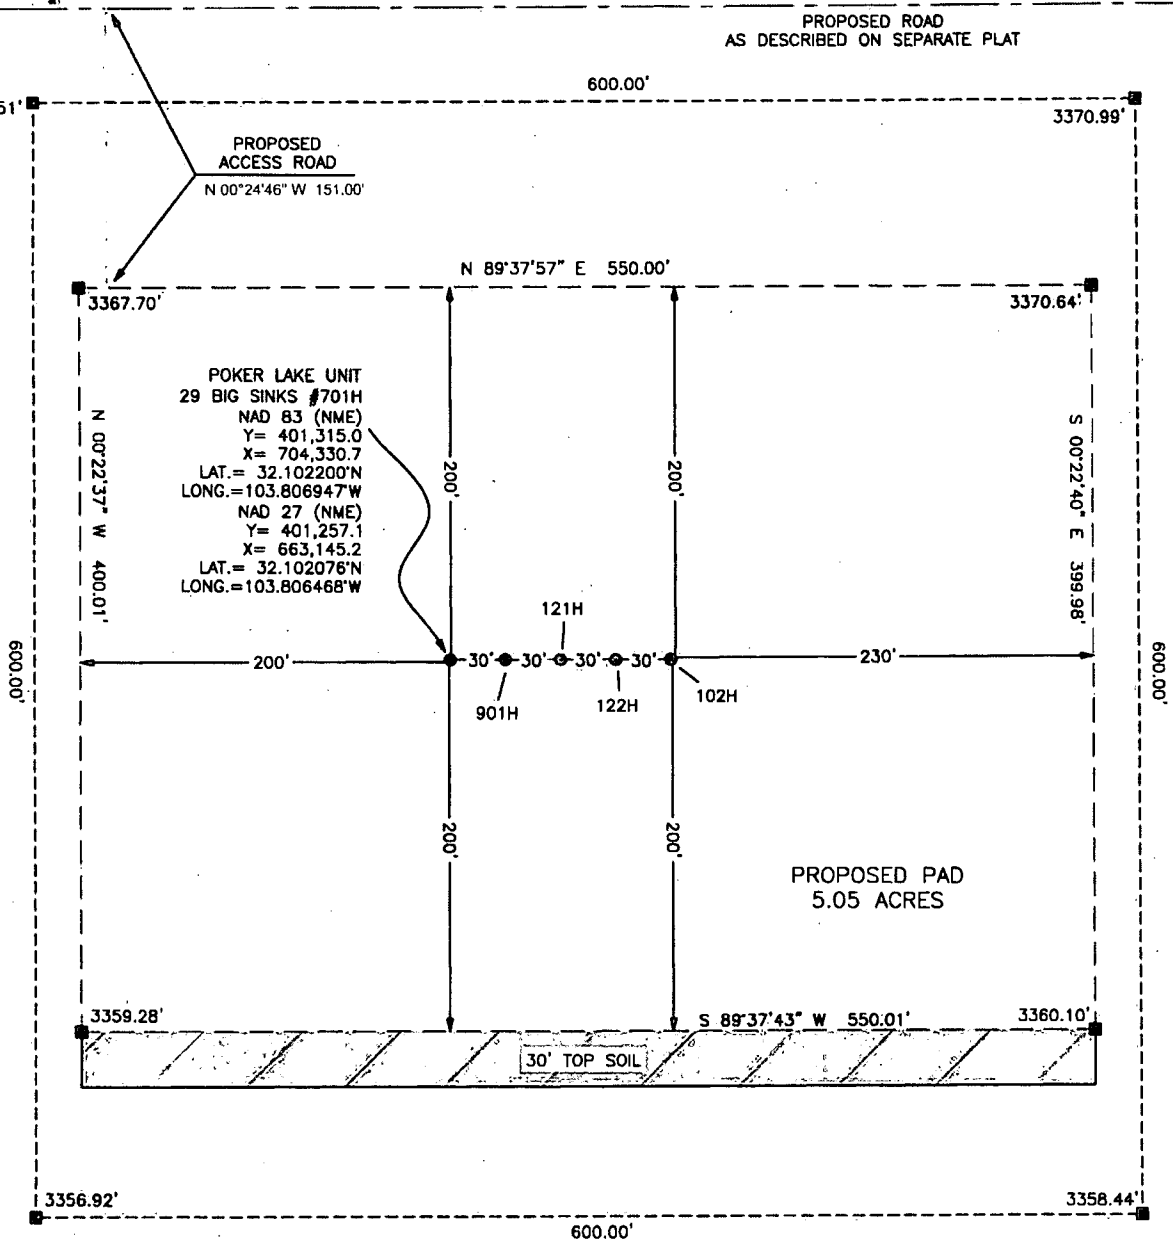 PROPOSED ROAD
AS DESCRIBED ON SEPARATE PLAT
600.00'
51'
3370.99'
PROPOSED
ACCESS ROAD
N 00°24'46" W 151.00'
N 89°37'57" E 550.00'
3367.70'
3370.64'
POKER LAKE UNIT
29 BIG SINKS #701H
NAD 83 (NME)
Y= 401,315.0
X= 704,330.7
LAT.= 32.102200°N
LONG.=103.806947°W
NAD 27 (NME)
Y= 401,257.1
X= 663,145.2
LAT.= 32.102076°N
LONG.=103.806468°W
N 00°22'37" W 400.01'
S 00°22'40" E 399.98'
200'
200'
121H
200'
30'
30'
30'
30'
230'
901H
122H
102H
600.00'
600.00'
200'
200'
PROPOSED PAD
5.05 ACRES
3359.28'
S 89°37'43" W 550.01'
3360.10'
30' TOP SOIL
3356.92'
3358.44'
600.00'